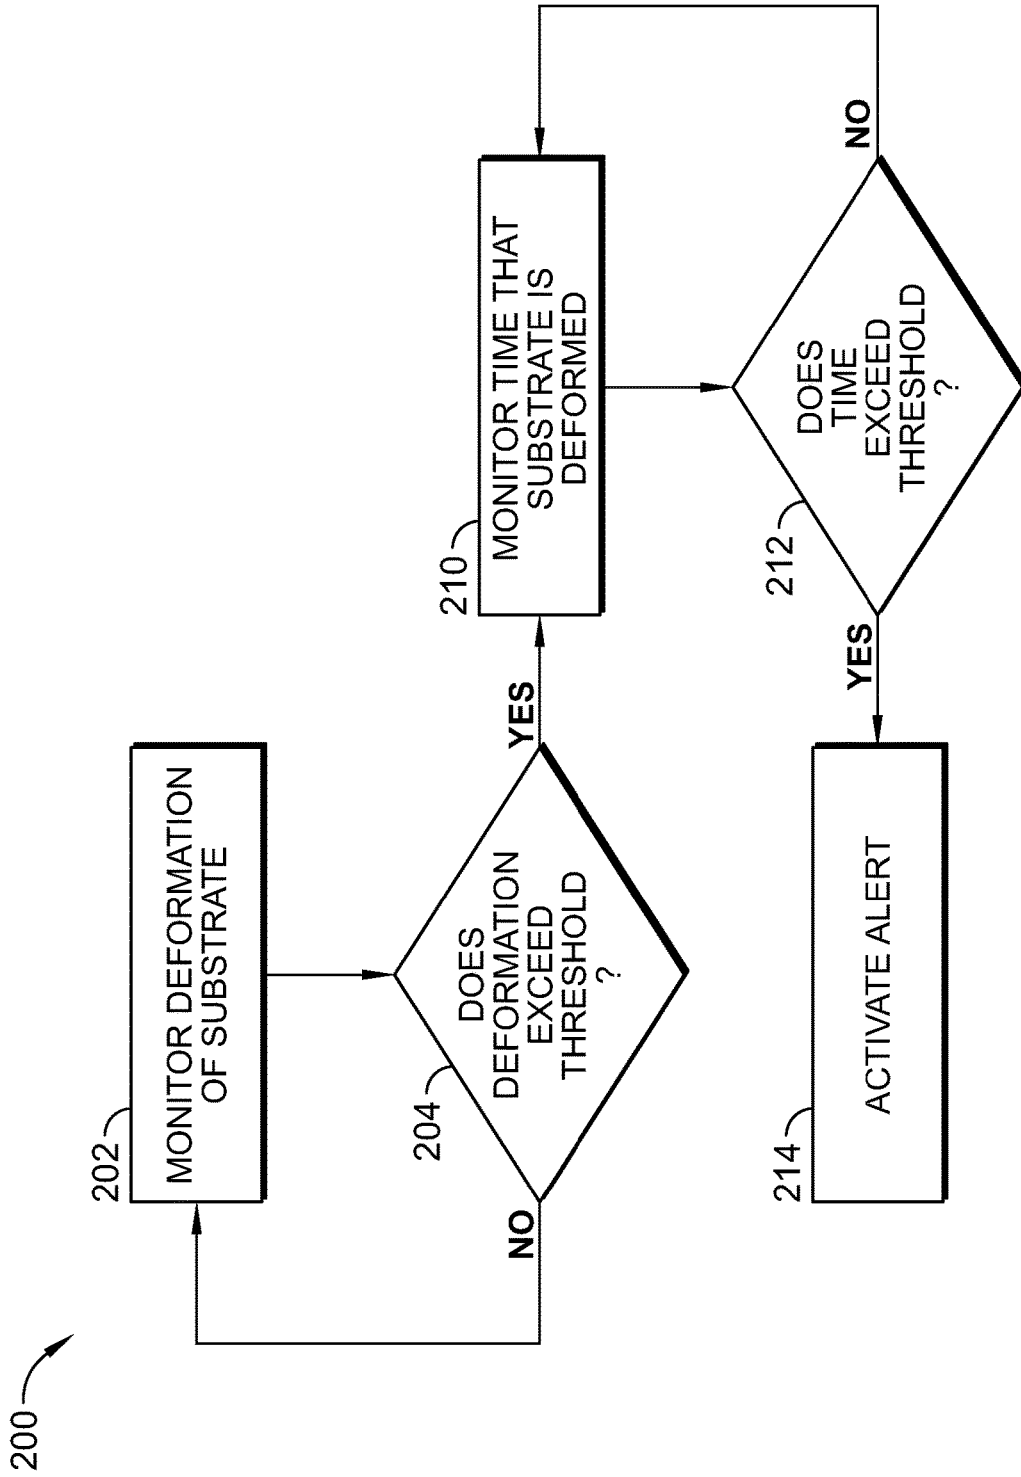 200
202
MONITOR DEFORMATION
OF SUBSTRATE
204
DOES
DEFORMATION
EXCEED
THRESHOLD
?
NO
YES
210
MONITOR TIME THAT
SUBSTRATE IS
DEFORMED
212
DOES
TIME
EXCEED
THRESHOLD
?
NO
YES
214
ACTIVATE ALERT